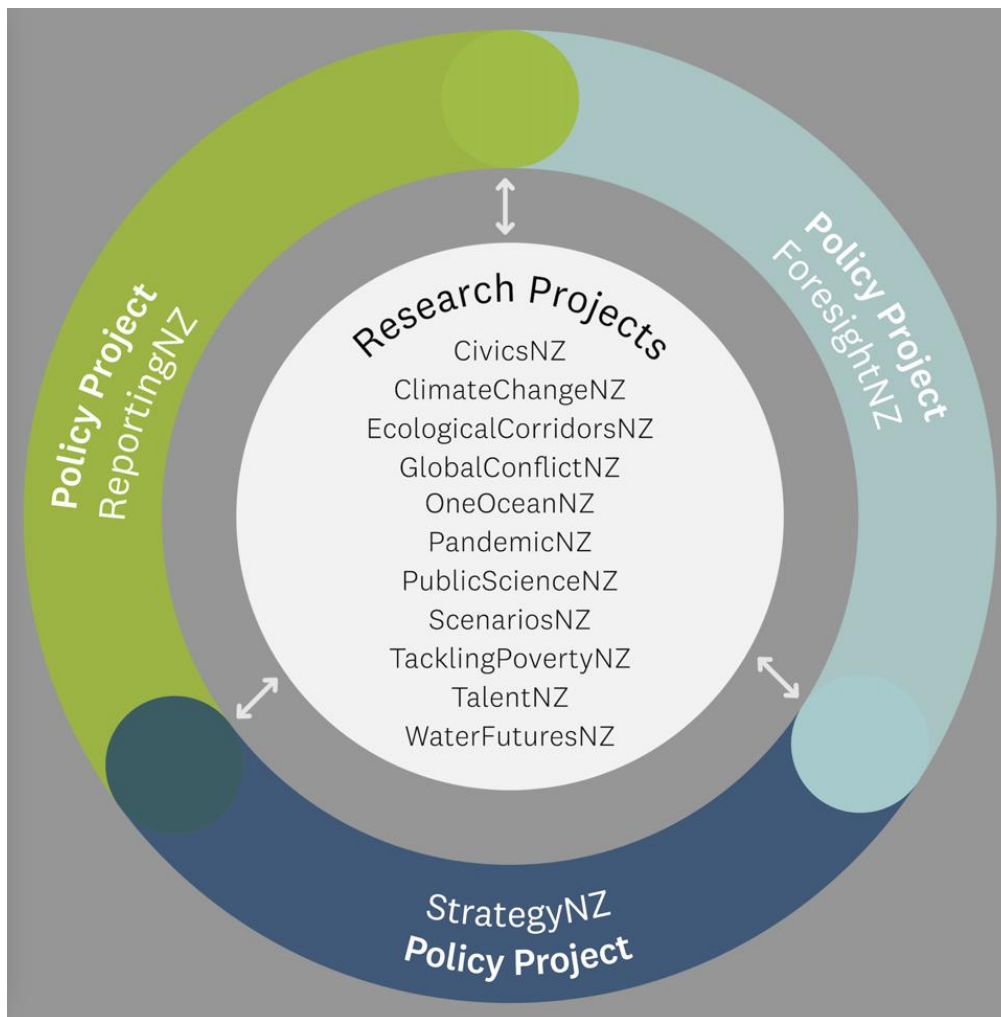 Policy Project
ReportingNZ
Policy Project
ForesightNZ
Research Projects
CivicsNZ
ClimateChangeNZ
EcologicalCorridorsNZ
GlobalConflictNZ
OneOceanNZ
PandemicNZ
PublicScienceNZ
ScenariosNZ
TacklingPovertyNZ
TalentNZ
WaterFuturesNZ
StrategyNZ
Policy Project